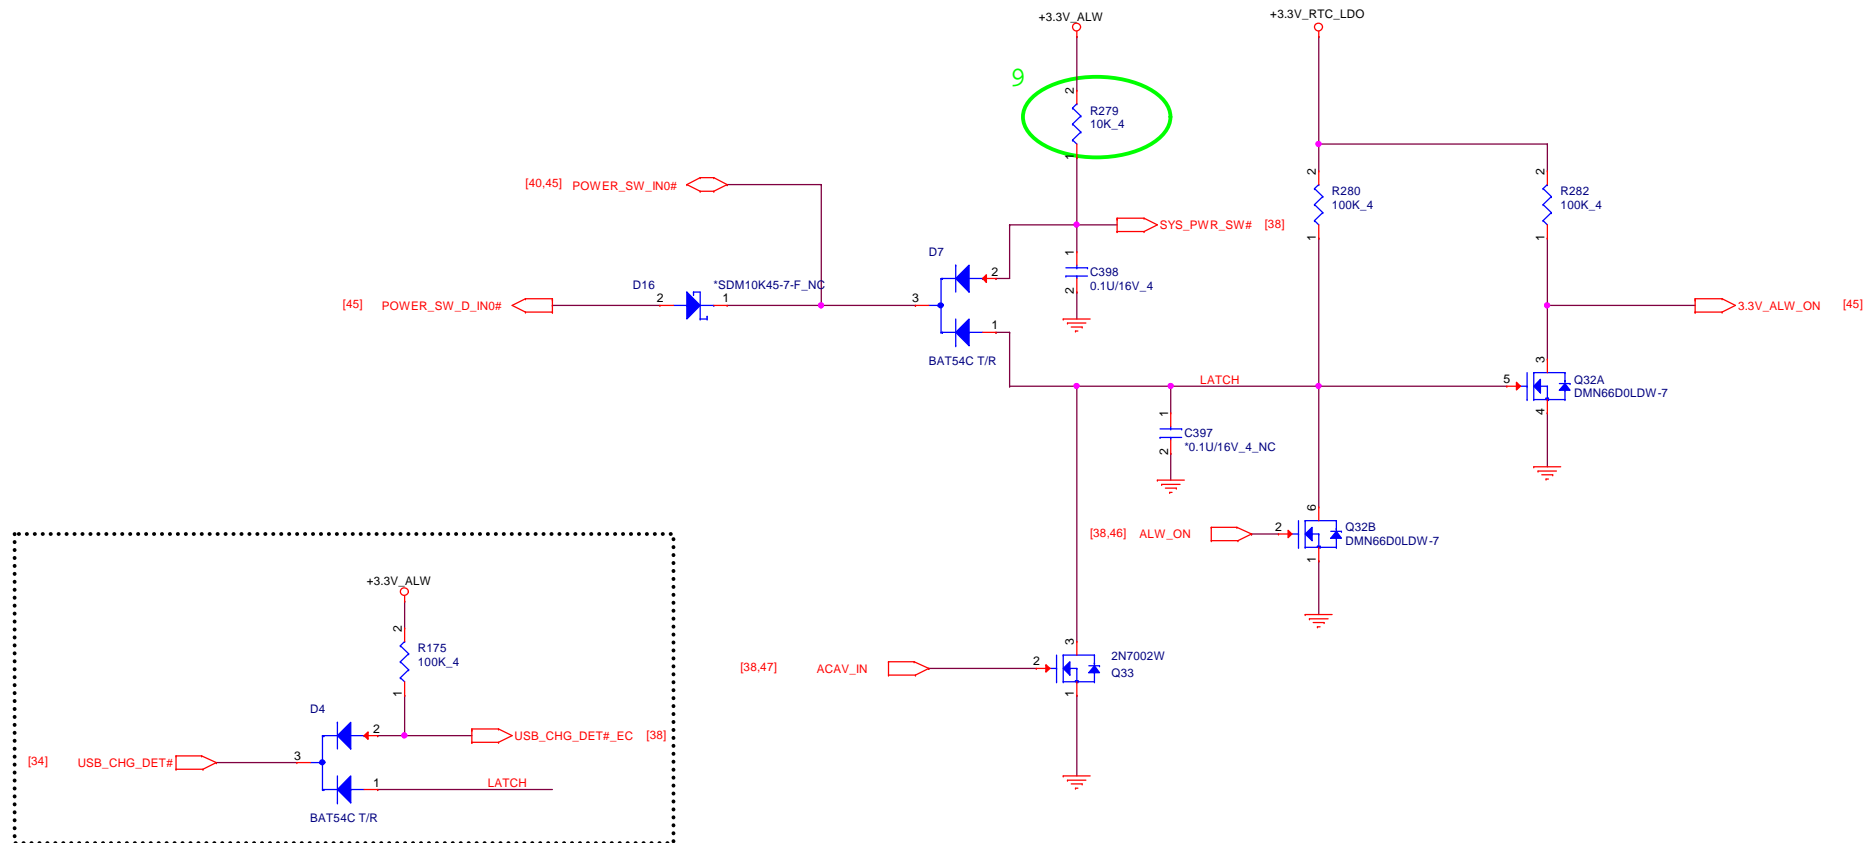 +3.3V_ALW
+3.3V_RTC_LDO
9
2
R279
10K_4
1
[40,45] POWER_SW_IN0#
2
R280
100K_4
1
2
R282
100K_4
1
SYS_PWR_SW# [38]
D7
2
1
C398
0.1U/16V_4
2
D16
*SDM10K45-7-F_NC
[45] POWER_SW_D_IN0#
2
1
3
3.3V_ALW_ON [45]
1
BAT54C T/R
LATCH
3
5
Q32A
DMN66D0LDW-7
4
1
C397
*0.1U/16V_4_NC
2
6
[38,46] ALW_ON
2
Q32B
DMN66D0LDW-7
1
+3.3V_ALW
2
R175
100K_4
1
3
2N7002W
[38,47] ACAV_IN
2
Q33
1
D4
2
USB_CHG_DET#_EC [38]
[34] USB_CHG_DET#
3
1
LATCH
BAT54C T/R